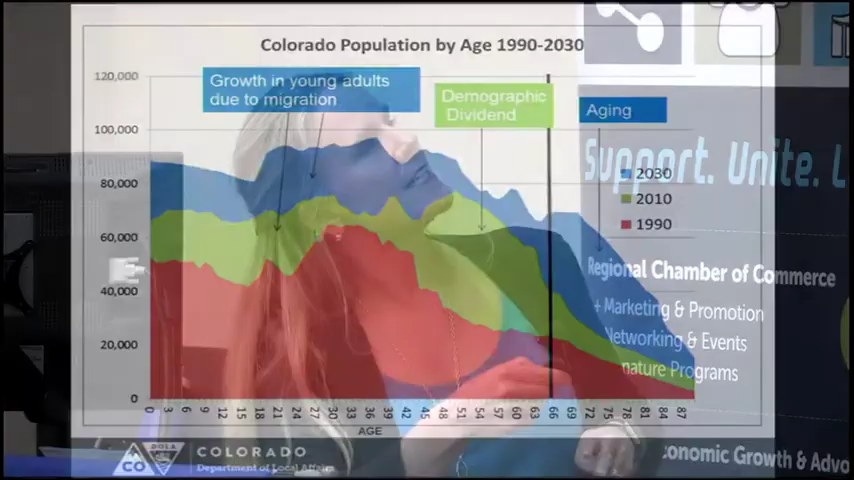 Colorado Population by Age 1990-2030
120,000
100,000
80,000
60,000
40,000
20,000
0
Growth in young adults
due to migration
Demographic
Dividend
Aging
2030
2010
1990
0 3 6 9 12 15 18 21 24 27 30 33 36 39 42 45 48 51 54 57 60 63 66 69 72 75 78 81 84 87
AGE
CO
DOLA
COLORADO
Department of Local Affairs
Support. Unite. L
Regional Chamber of Commerce
+ Marketing & Promotion
Networking & Events
nature Programs
conomic Growth & Advo